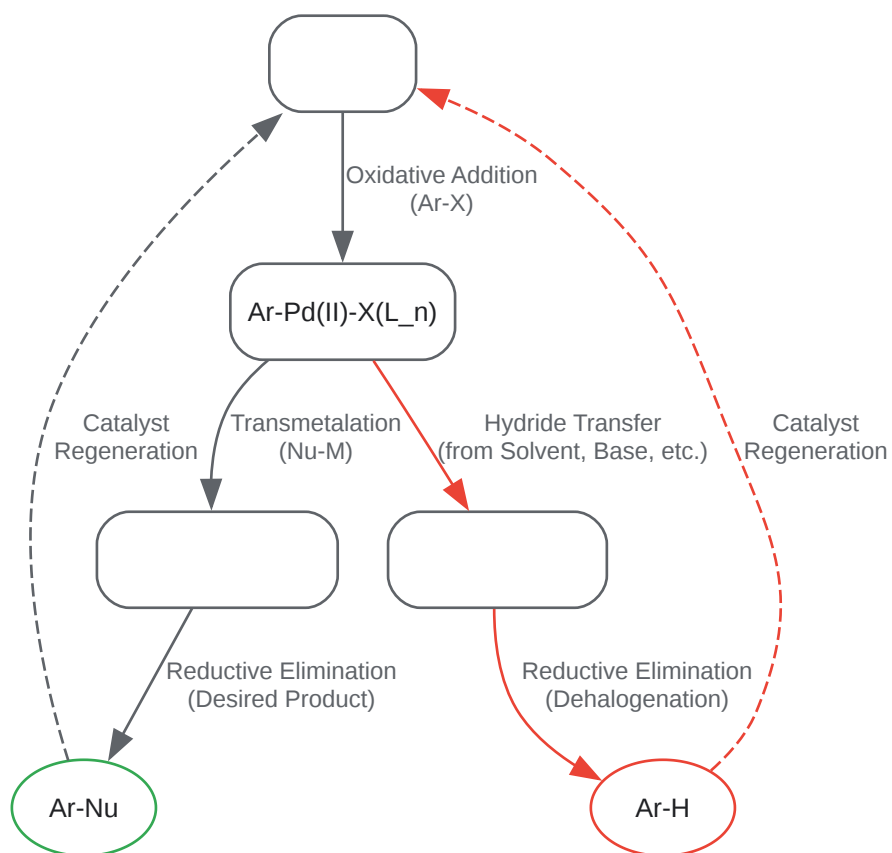 Oxidative Addition
(Ar-X)
Ar-Pd(II)-X(L_n)
Catalyst
Regeneration
Transmetalation
(Nu-M)
Hydride Transfer
(from Solvent, Base, etc.)
Catalyst
Regeneration
Reductive Elimination
(Desired Product)
Reductive Elimination
(Dehalogenation)
Ar-Nu
Ar-H